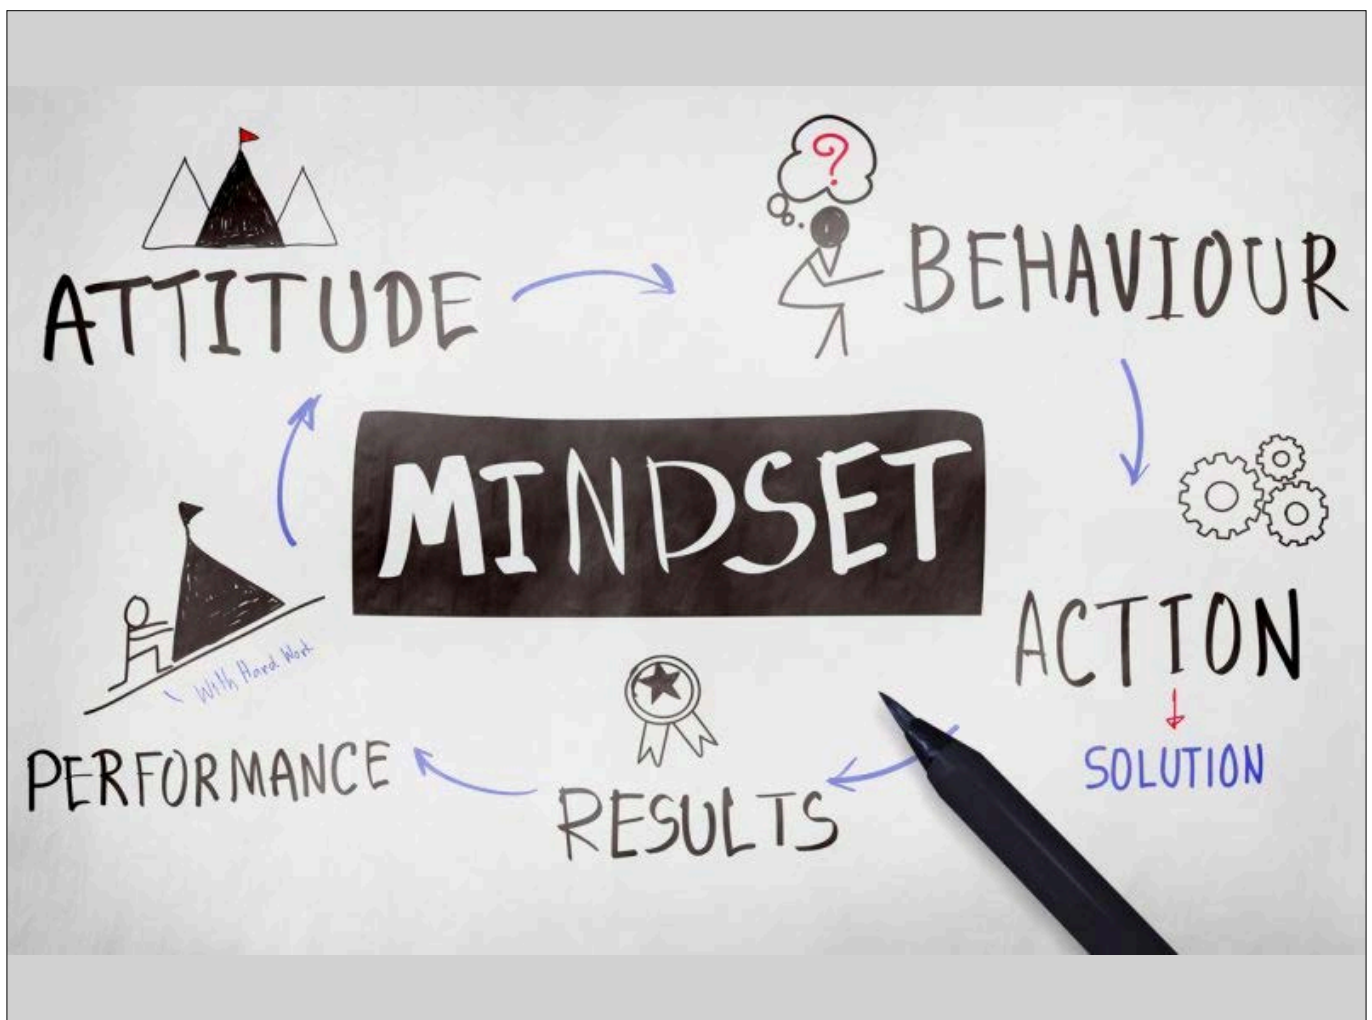 ATTITUDE
?
BEHAVIOUR
MINDSET
ACTION
SOLUTION
With Hard Work
PERFORMANCE
RESULTS